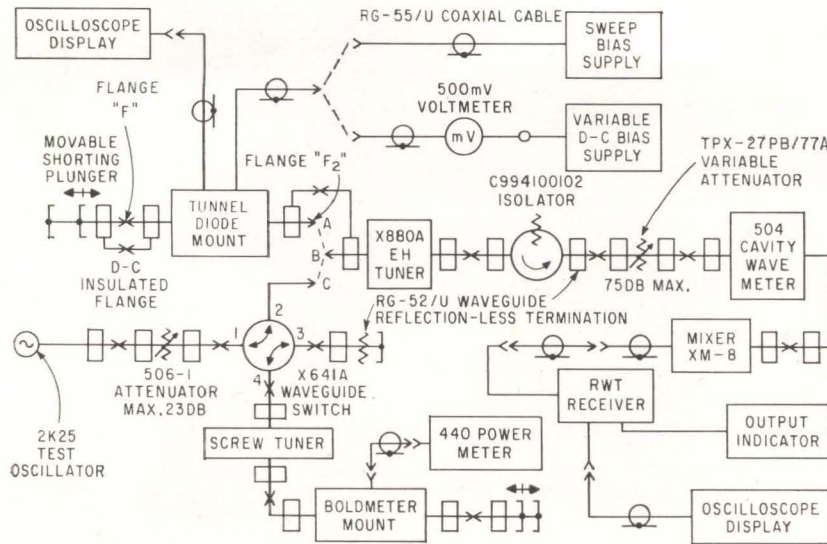 OSCILLOSCOPE
DISPLAY
RG-55/U COAXIAL CABLE
SWEEP
BIAS
SUPPLY
FLANGE
"F"
500mV
VOLTMETER
mV
VARIABLE
D-C BIAS
SUPPLY
TPX-27PB/77A
VARIABLE
ATTENUATOR
MOVABLE
SHORTING
PLUNGER
FLANGE "F2"
C994100102
ISOLATOR
TUNNEL
DIODE
MOUNT
A
B
C
X880A
EH
TUNER
504
CAVITY
WAVE
METER
D-C
INSULATED
FLANGE
75DB MAX.
RG-52/U WAVEGUIDE
REFLECTION-LESS TERMINATION
2
1
3
4
MIXER
XM-8
506-1
ATTENUATOR
MAX.23DB
X641A
WAVEGUIDE
SWITCH
RWT
RECEIVER
2K25
TEST
OSCILLATOR
SCREW TUNER
440 POWER
METER
OUTPUT
INDICATOR
BOLDMETER
MOUNT
OSCILLOSCOPE
DISPLAY